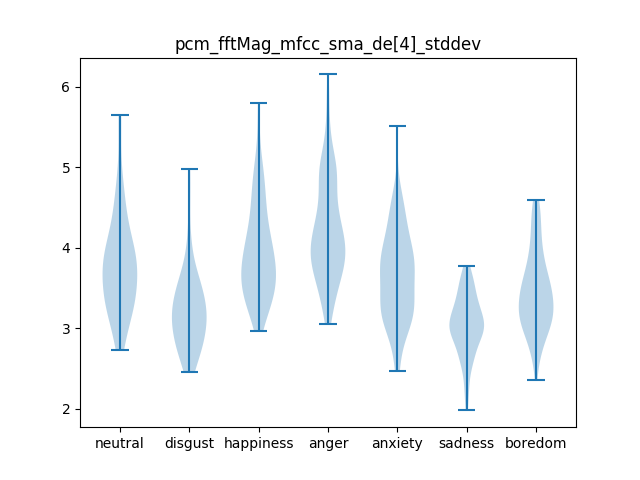 pcm_fftMag_mfcc_sma_de[4]_stddev
6
5
4
3
2
neutral disgust happiness anger anxiety sadness boredom